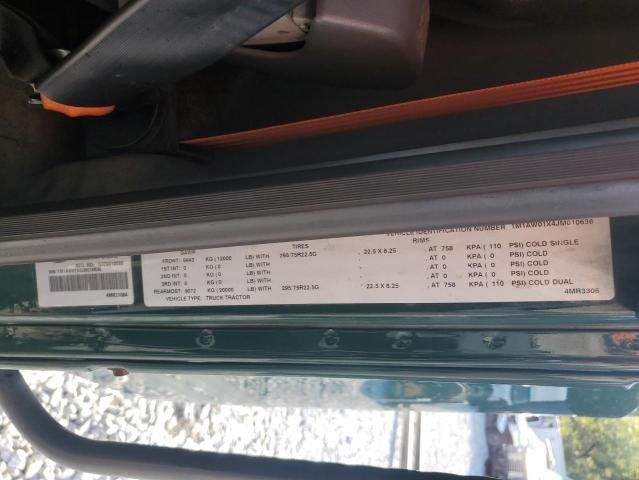 VEHICLE IDENTIFICATION NUMBER 1M1AW01X4JM010636
GAWR TIRES RIMS
FRONT: 5443 KG ( 12000 LB) WITH 295.75R22.5G , 22.5 X 8.25 , AT 758 KPA ( 110 PSI) COLD SINGLE
1ST INT: 0 KG ( 0 LB) WITH , , AT 0 KPA ( 0 PSI) COLD
2ND INT: 0 KG ( 0 LB) WITH , , AT 0 KPA ( 0 PSI) COLD
3RD INT: 0 KG ( 0 LB) WITH , , AT 0 KPA ( 0 PSI) COLD
REARMOST: 9072 KG ( 20000 LB) WITH 295.75R22.5G , 22.5 X 8.25 , AT 758 KPA ( 110 PSI) COLD DUAL
VEHICLE TYPE: TRUCK TRACTOR 4MR3306